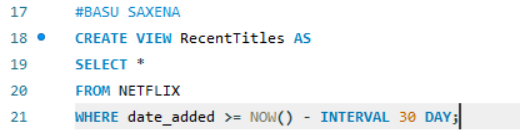 17 #BASU SAXENA
18 CREATE VIEW RecentTitles AS
19 SELECT *
20 FROM NETFLIX
21 WHERE date_added >= NOW() - INTERVAL 30 DAY;